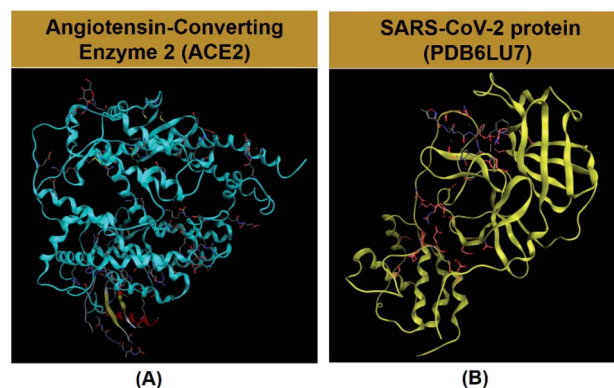 Angiotensin-Converting
Enzyme 2 (ACE2)
SARS-CoV-2 protein
(PDB6LU7)
(A)
(B)